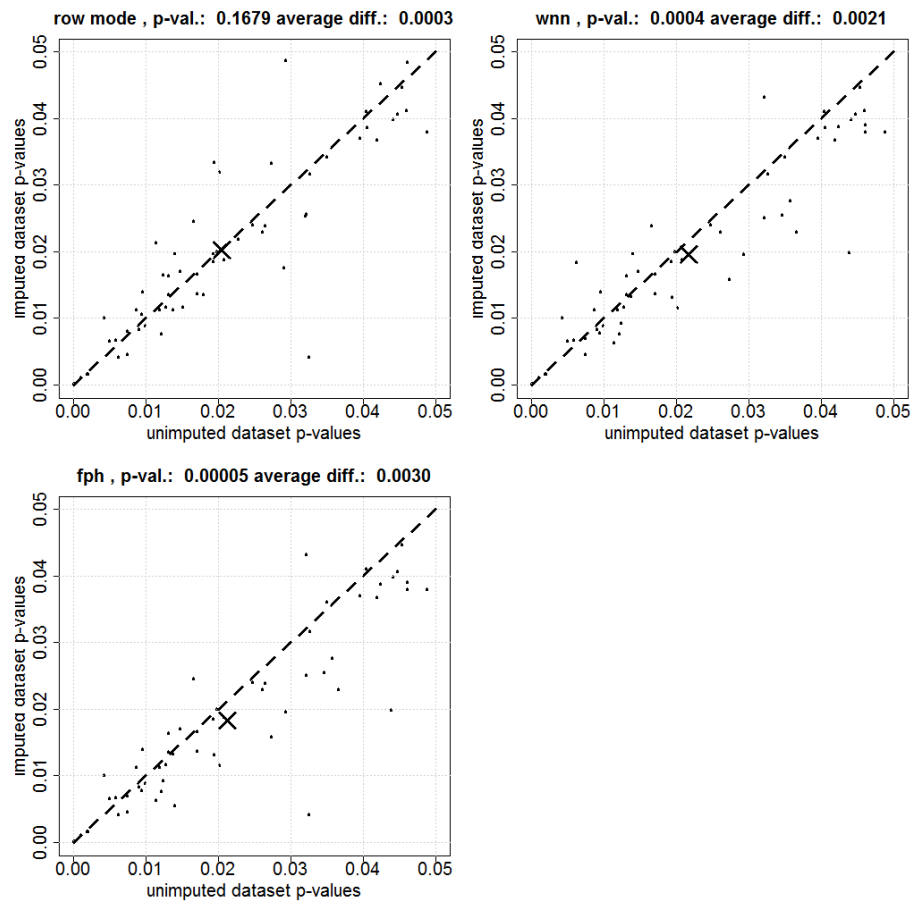 row mode , p-val.:  0.1679 average diff.:  0.0003
imputed dataset p-values
0.05
0.04
0.03
0.02
0.01
0.00
0.00 0.01 0.02 0.03 0.04 0.05
unimputed dataset p-values
wnn , p-val.:  0.0004 average diff.:  0.0021
imputed dataset p-values
0.05
0.04
0.03
0.02
0.01
0.00
0.00 0.01 0.02 0.03 0.04 0.05
unimputed dataset p-values
fph , p-val.:  0.00005 average diff.:  0.0030
imputed dataset p-values
0.05
0.04
0.03
0.02
0.01
0.00
0.00 0.01 0.02 0.03 0.04 0.05
unimputed dataset p-values